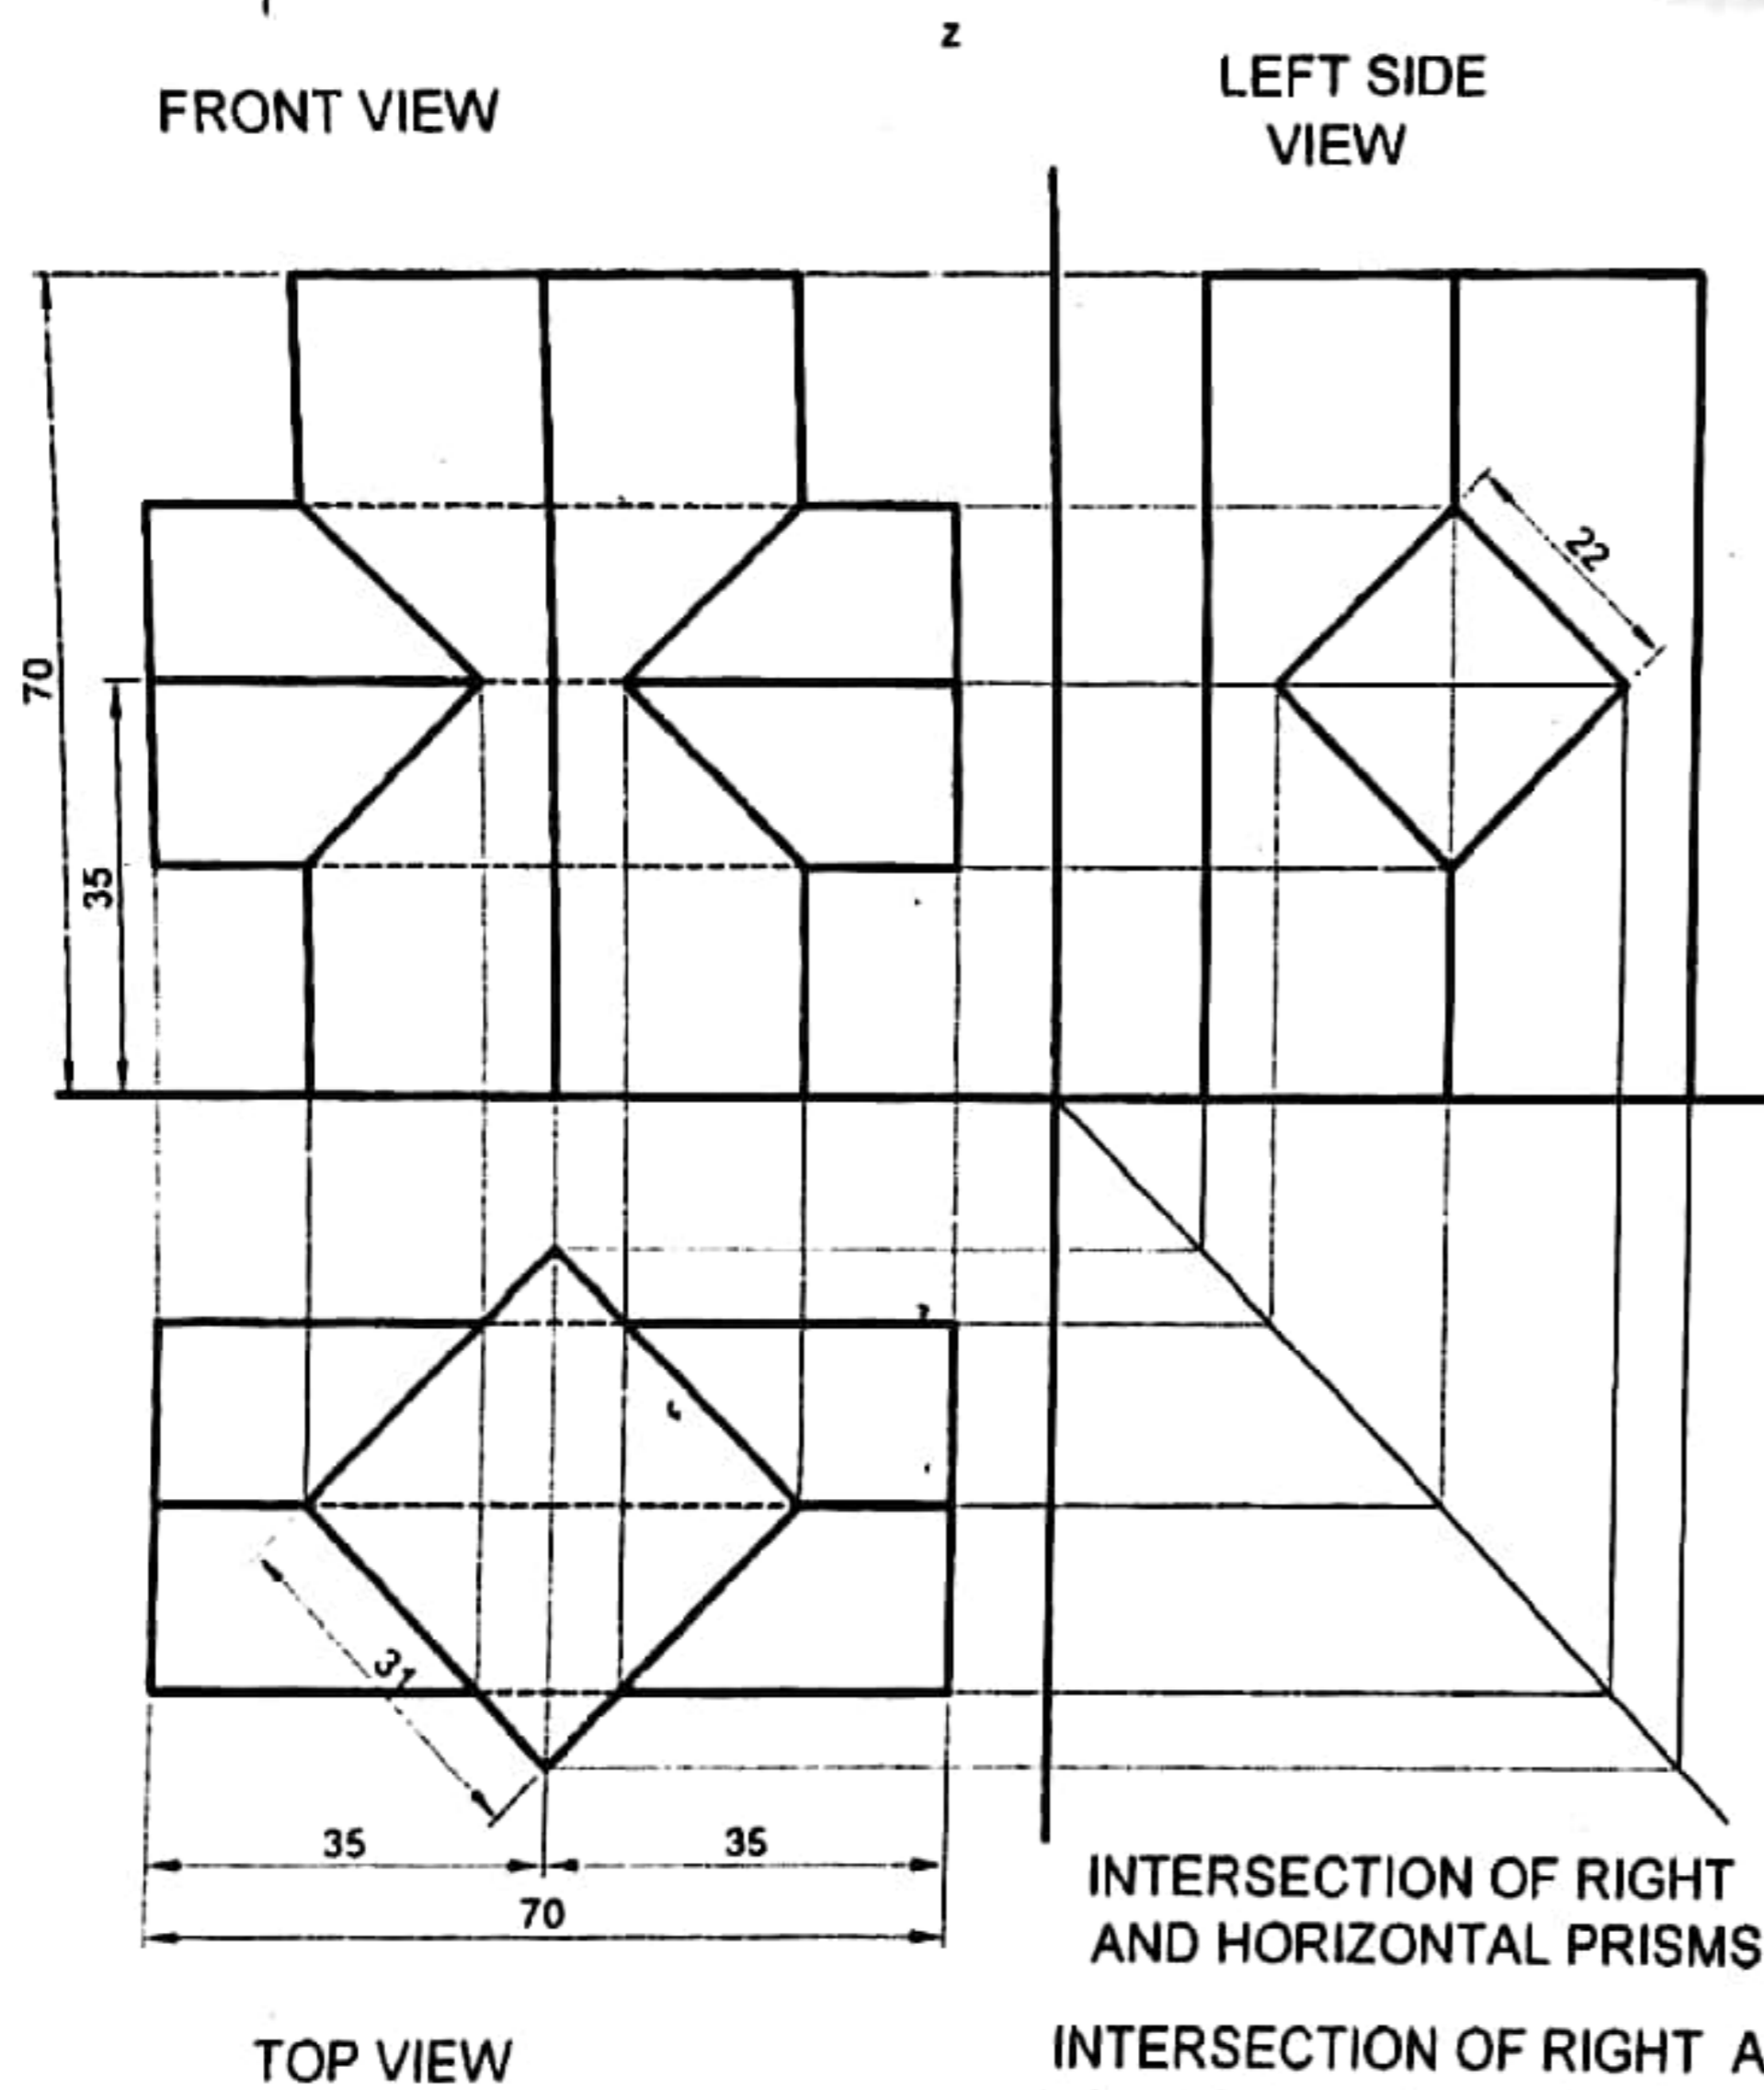 z
FRONT VIEW
LEFT SIDE
VIEW
22
70
35
31
35
35
70
INTERSECTION OF RIGHT
AND HORIZONTAL PRISMS
TOP VIEW
INTERSECTION OF RIGHT A